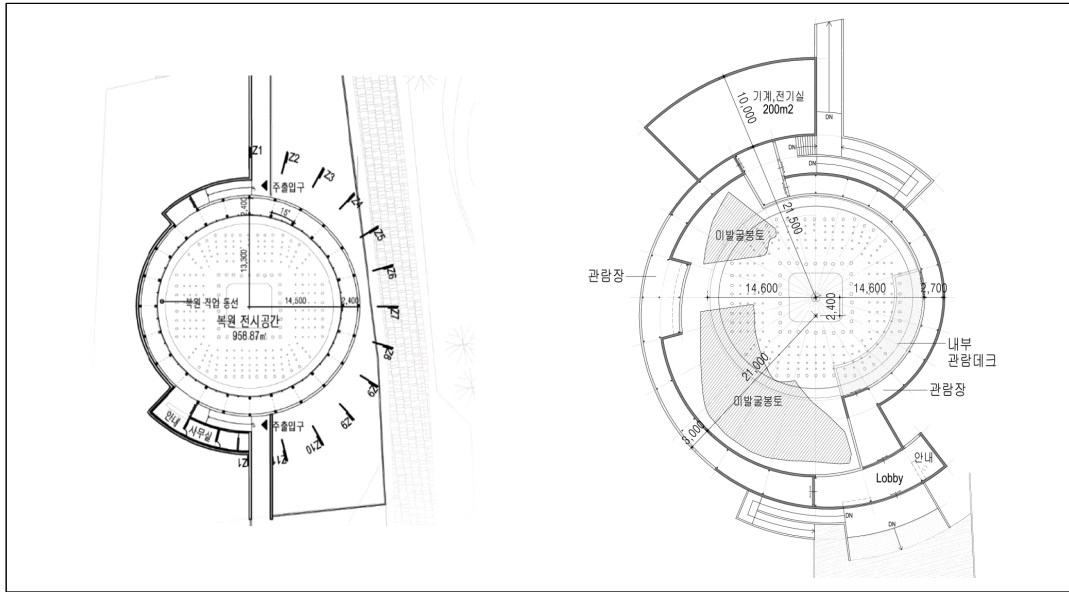 Z1
Z2
Z3
Z4
Z5
Z6
Z7
Z8
Z9
Z9
Z10
Z11
Z1
주출입구
2,400
15°
13,300
14,500
2,400
복원 작업 동선
복원 전시공간
958.87㎡
안내
사무실
주출입구
기계,전기실
200m2
10,000
DN
DN
DN
21,500
미발굴봉토
관람장
14,600
14,600
2,700
2,400
내부
관람데크
관람장
21,000
미발굴봉토
3,000
안내
Lobby
DN
DN